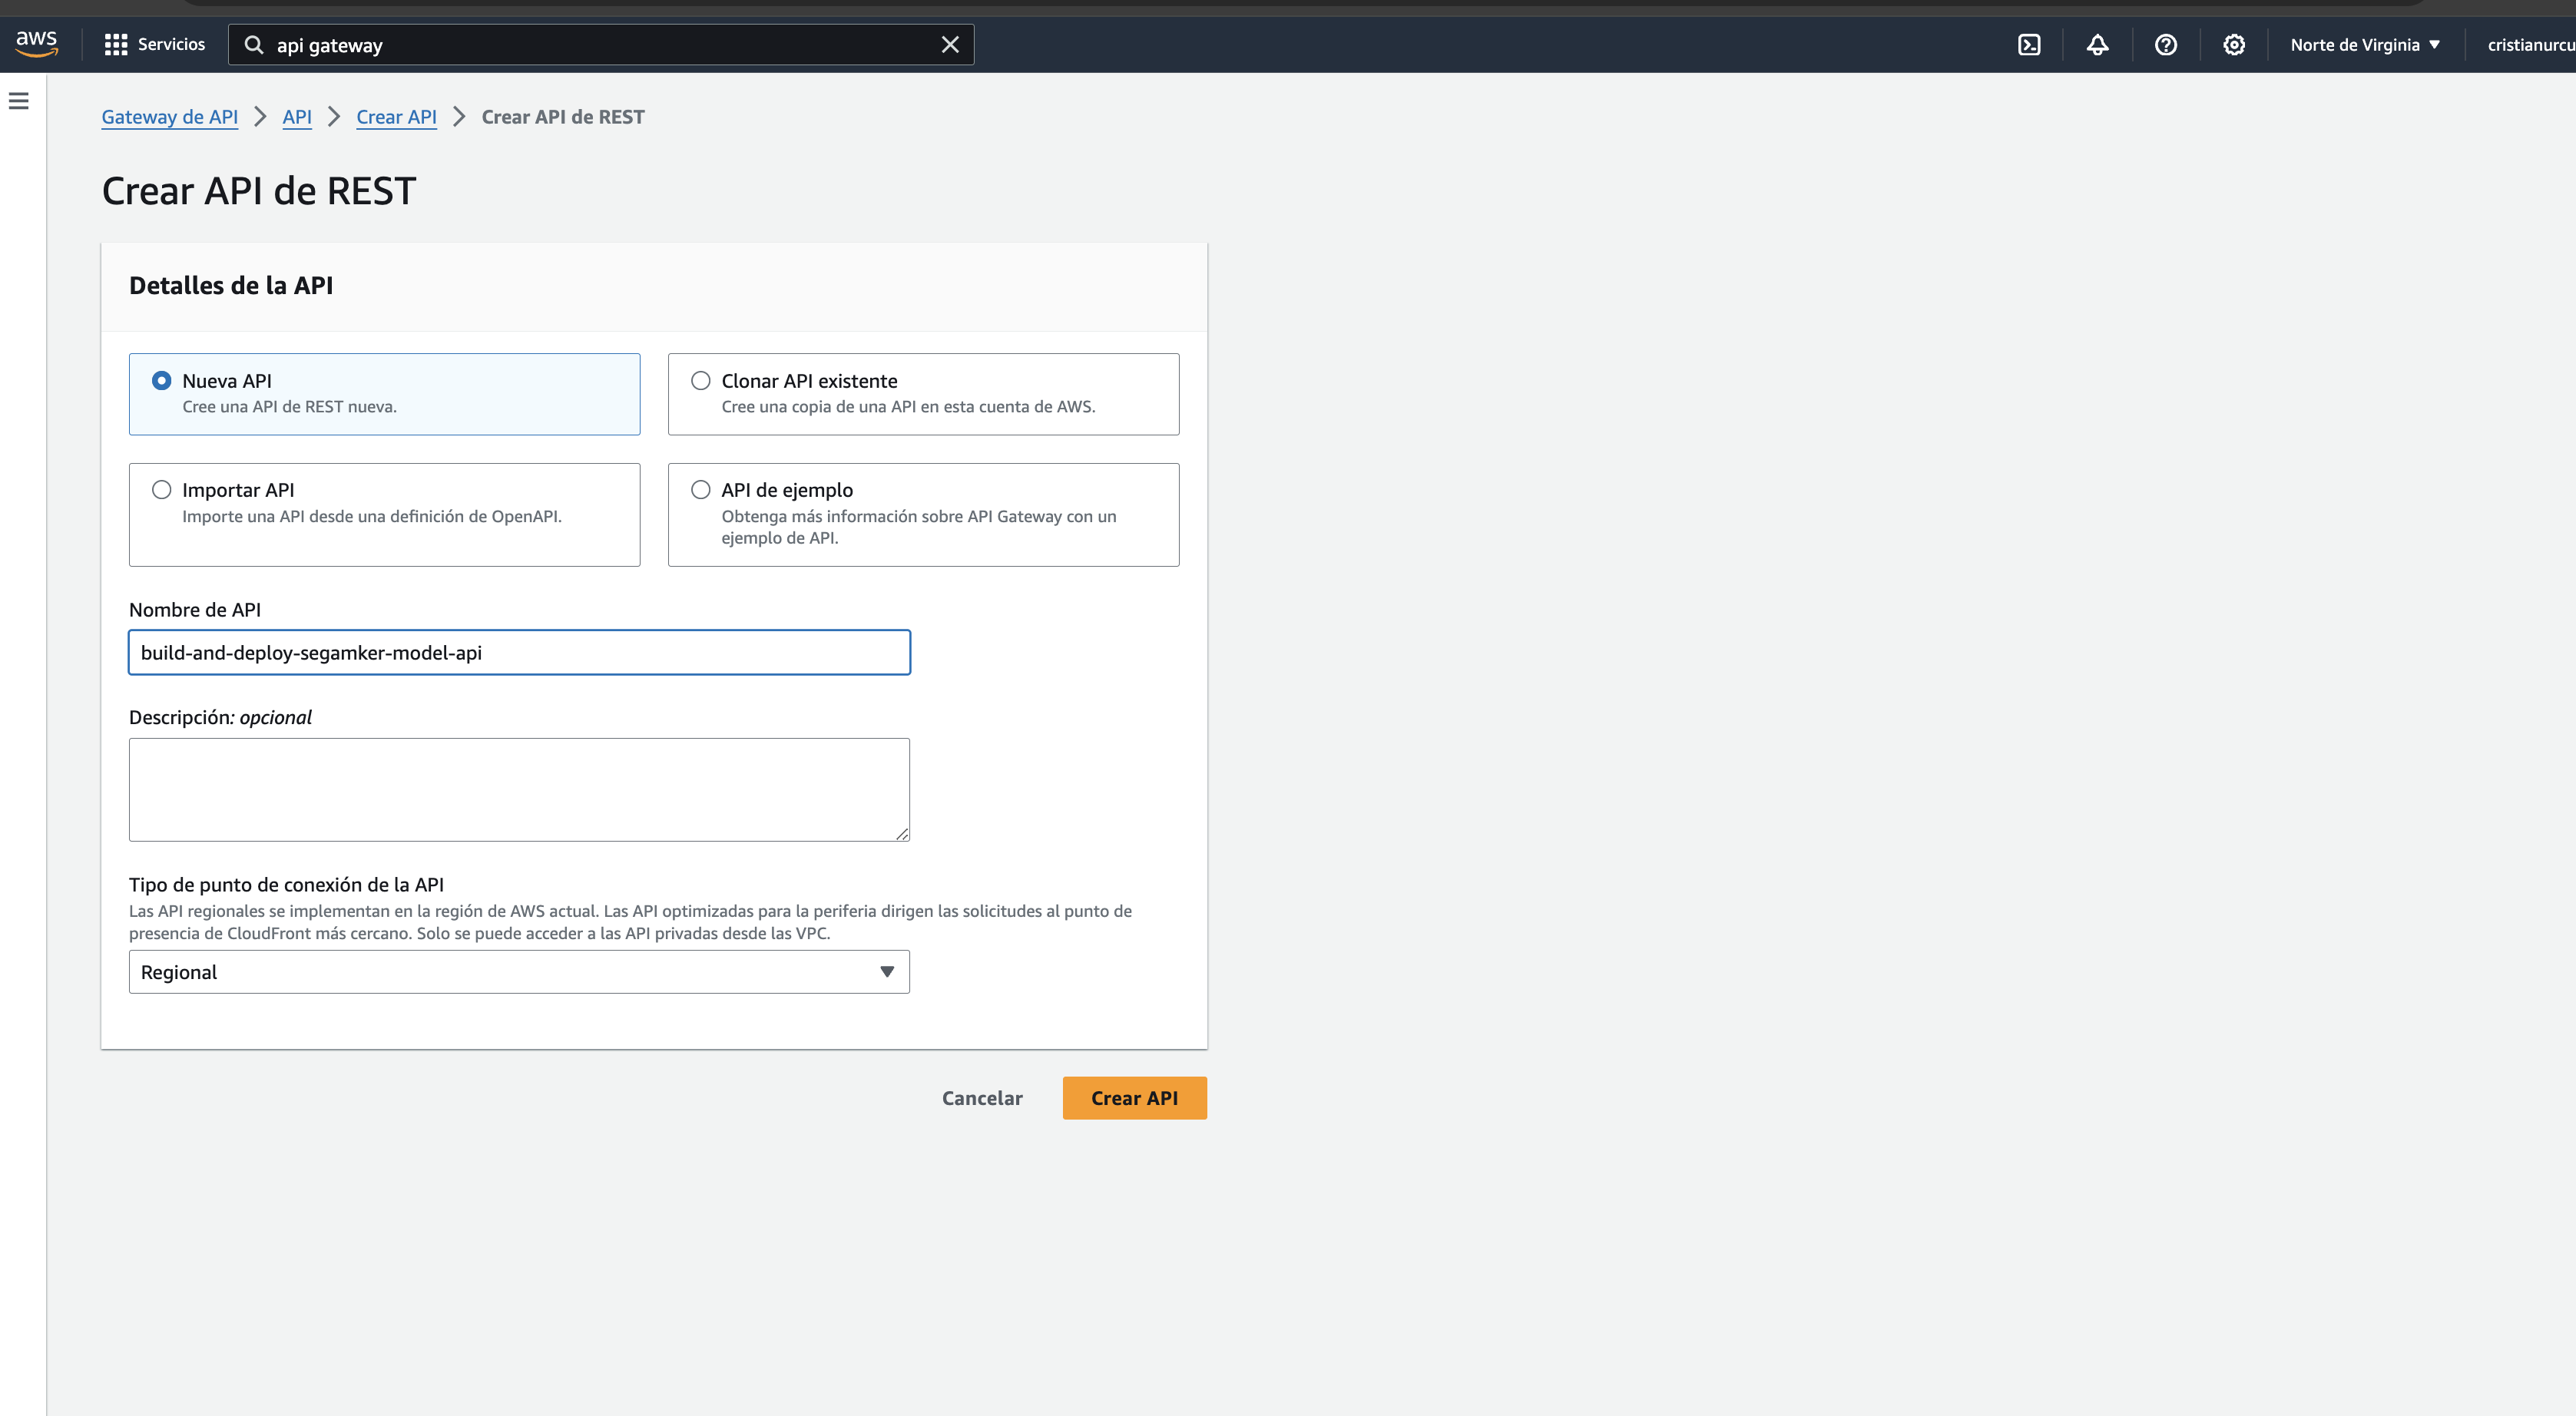 aws
Servicios
api gateway
Norte de Virginia
cristianurcu
Gateway de API
API
Crear API
Crear API de REST
Crear API de REST
Detalles de la API
Nueva API
Cree una API de REST nueva.
Clonar API existente
Cree una copia de una API en esta cuenta de AWS.
Importar API
Importe una API desde una definición de OpenAPI.
API de ejemplo
Obtenga más información sobre API Gateway con un
ejemplo de API.
Nombre de API
build-and-deploy-segamker-model-api
Descripción: opcional
Tipo de punto de conexión de la API
Las API regionales se implementan en la región de AWS actual. Las API optimizadas para la periferia dirigen las solicitudes al punto de
presencia de CloudFront más cercano. Solo se puede acceder a las API privadas desde las VPC.
Regional
Cancelar
Crear API